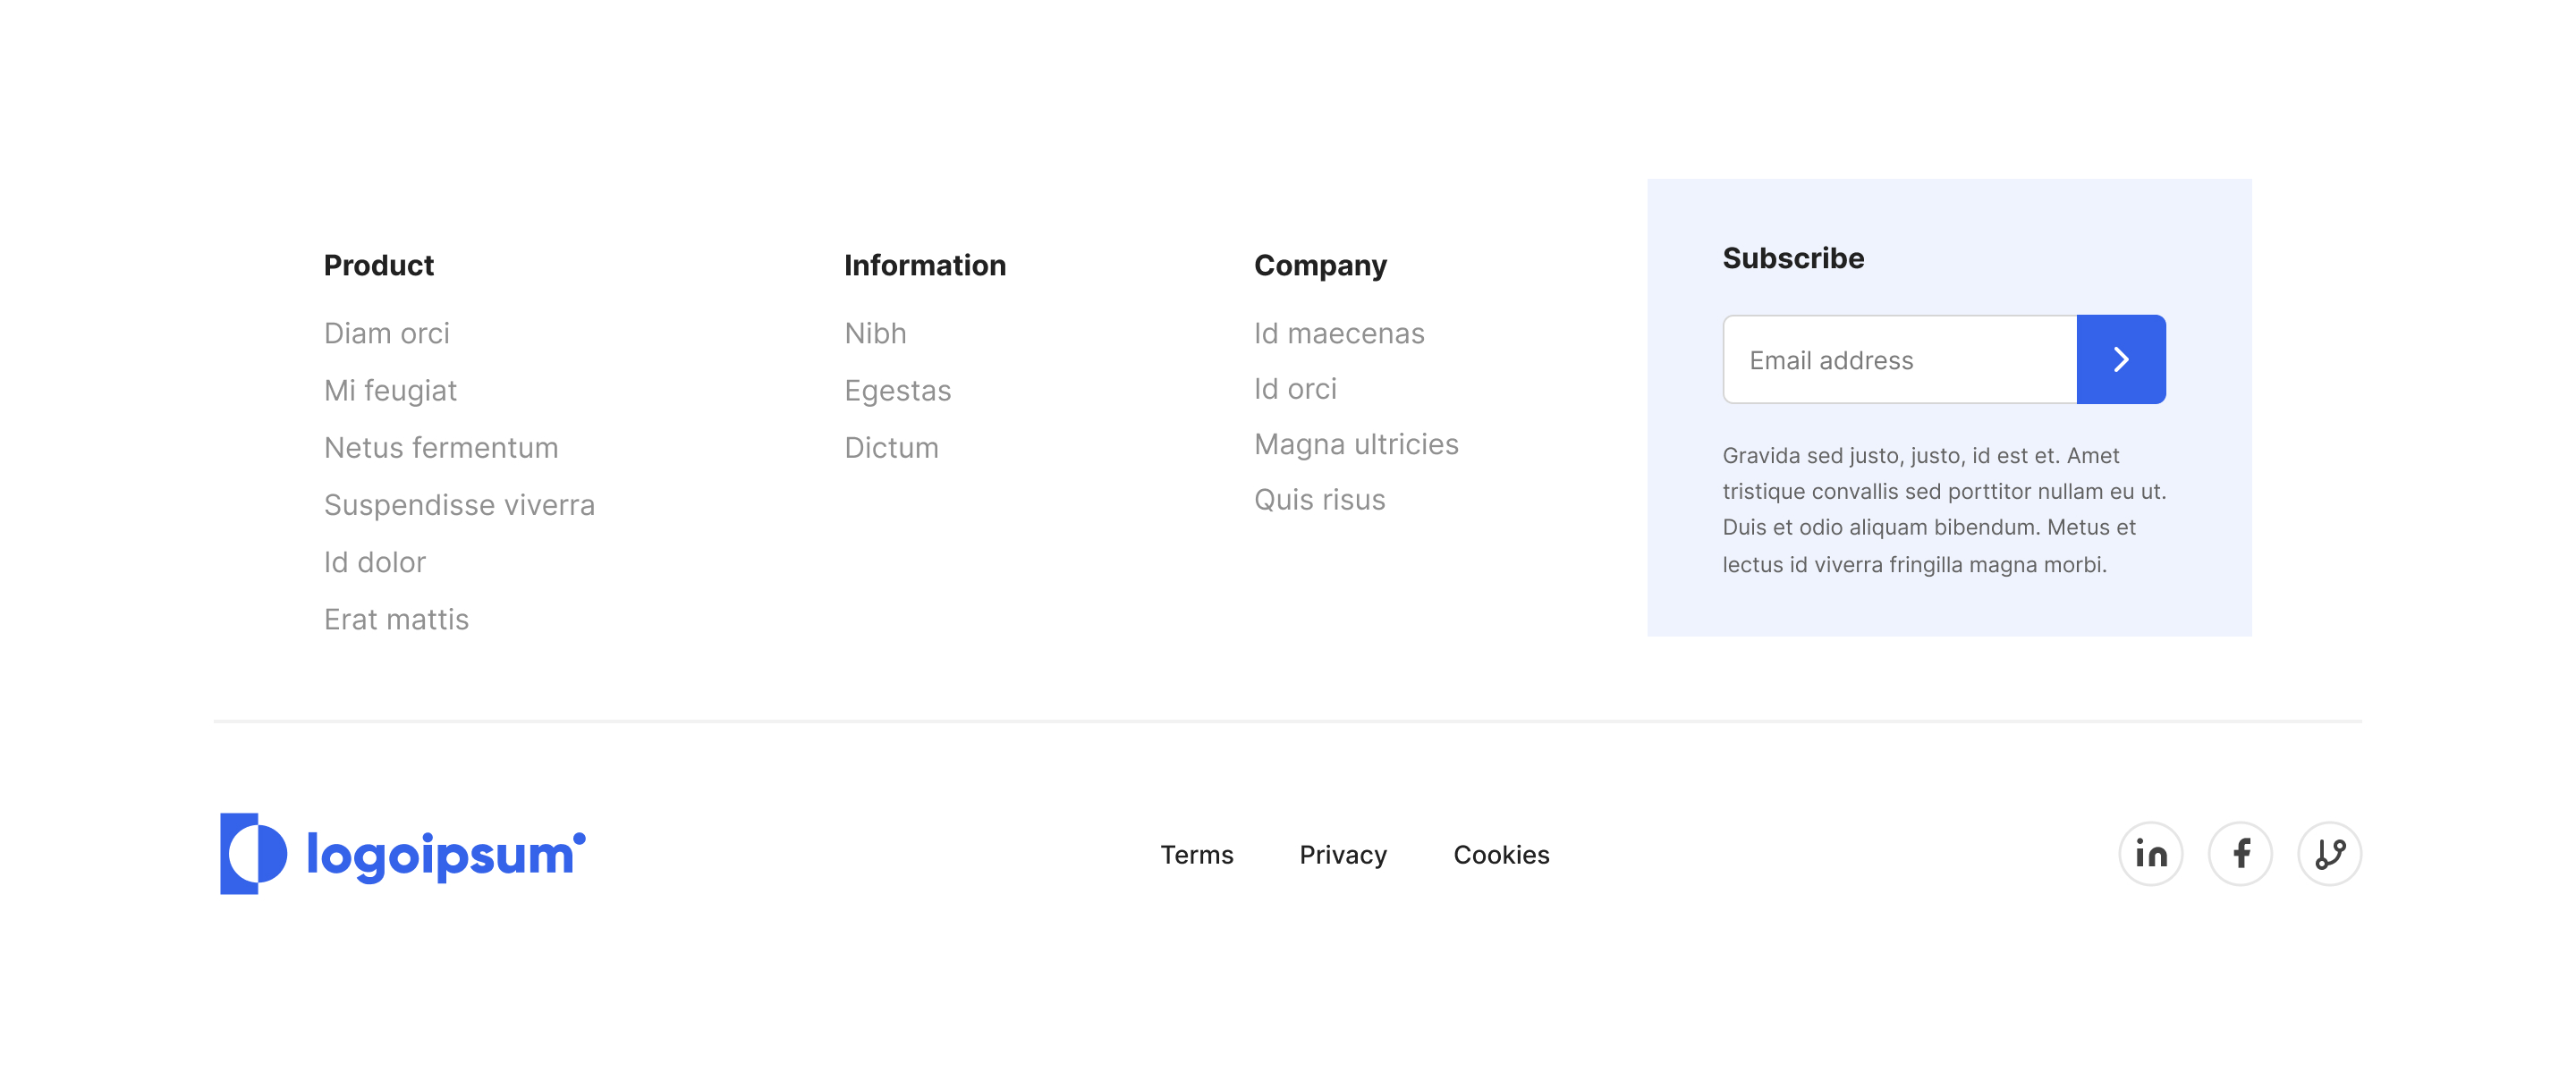 Product
Diam orci
Mi feugiat
Netus fermentum
Suspendisse viverra
Id dolor
Erat mattis
Information
Nibh
Egestas
Dictum
Company
Id maecenas
Id orci
Magna ultricies
Quis risus
Subscribe
Email address
Gravida sed justo, justo, id est et. Amet
tristique convallis sed porttitor nullam eu ut.
Duis et odio aliquam bibendum. Metus et
lectus id viverra fringilla magna morbi.
logoipsum
Terms
Privacy
Cookies
in
f